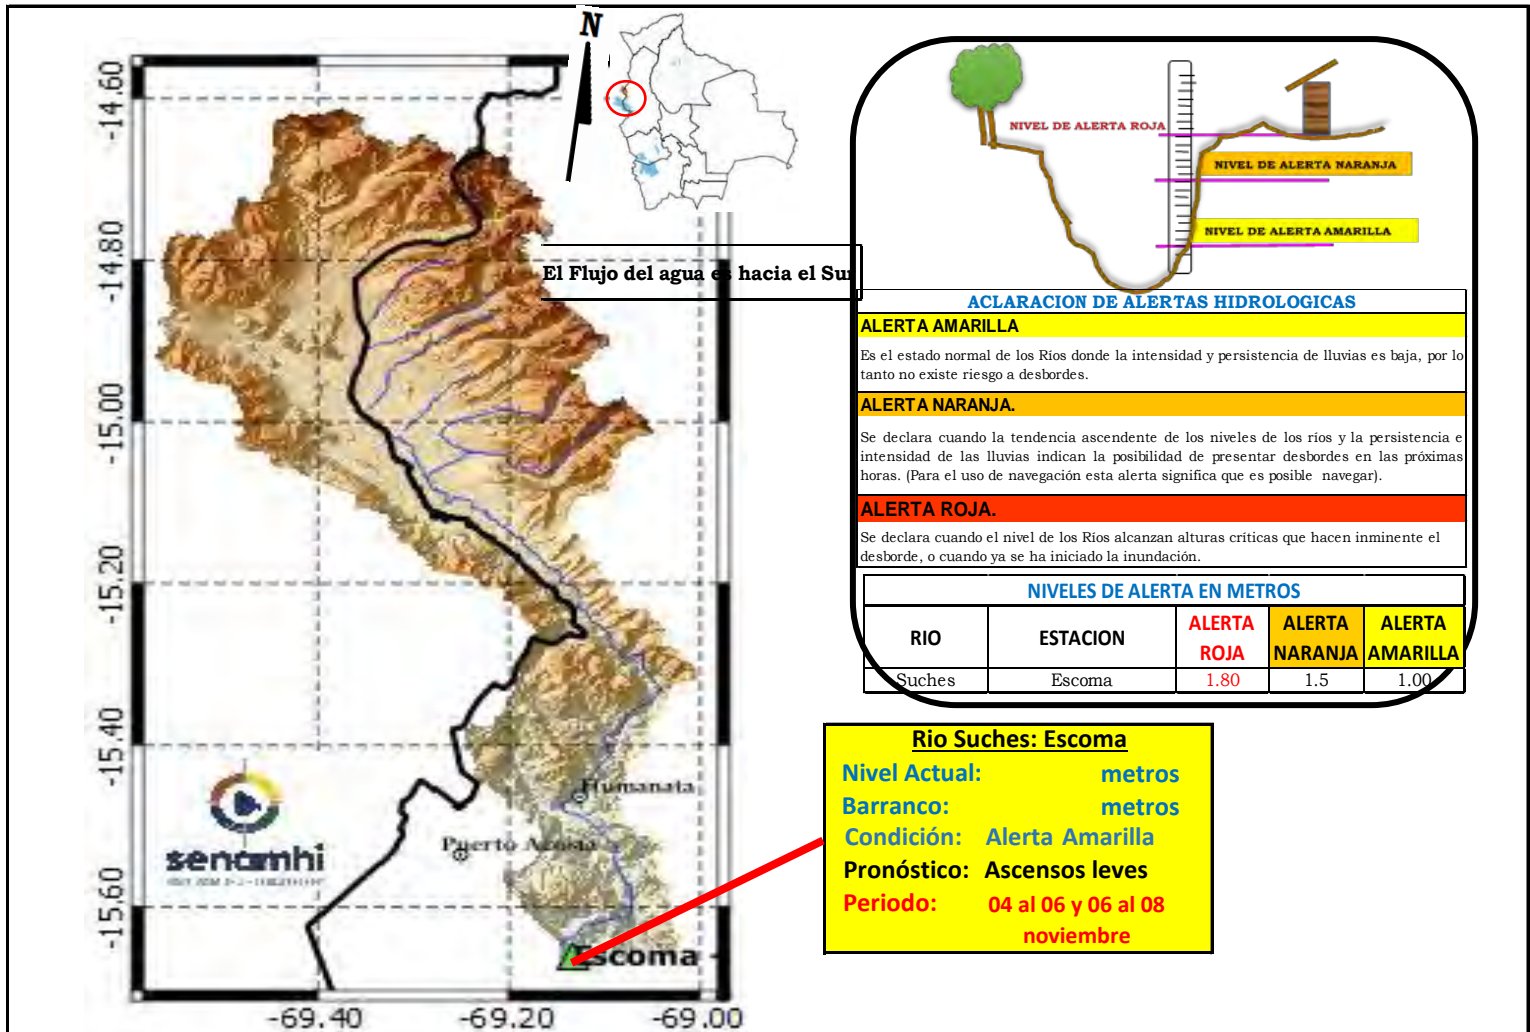 N
-14.60
-14.80
-15.00
-15.20
-15.40
-15.60
-69.40
-69.20
-69.00
El Flujo del agua es hacia el Sur
Humanata
Puerto Acosta
Escoma
senamhi
NIVEL DE ALERTA ROJA
NIVEL DE ALERTA NARANJA
NIVEL DE ALERTA AMARILLA
ACLARACION DE ALERTAS HIDROLOGICAS
ALERTA AMARILLA
Es el estado normal de los Ríos donde la intensidad y persistencia de lluvias es baja, por lo
tanto no existe riesgo a desbordes.
ALERTA NARANJA.
Se declara cuando la tendencia ascendente de los niveles de los ríos y la persistencia e
intensidad de las lluvias indican la posibilidad de presentar desbordes en las próximas
horas. (Para el uso de navegación esta alerta significa que es posible navegar).
ALERTA ROJA.
Se declara cuando el nivel de los Ríos alcanzan alturas críticas que hacen inminente el
desborde, o cuando ya se ha iniciado la inundación.
NIVELES DE ALERTA EN METROS
RIO ESTACION ALERTA ROJA ALERTA NARANJA ALERTA AMARILLA
Suches Escoma 1.80 1.5 1.00
Rio Suches: Escoma
Nivel Actual: metros
Barranco: metros
Condición: Alerta Amarilla
Pronóstico: Ascensos leves
Periodo: 04 al 06 y 06 al 08
noviembre